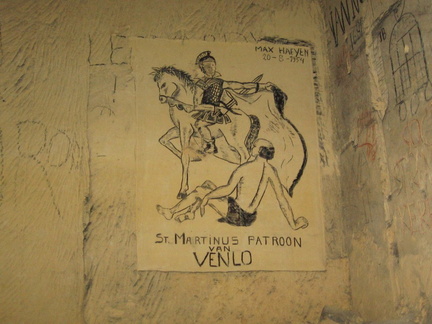 MAX HAEYEN
20-8-1954
ST. MARTINUS PATROON
VAN
VENLO